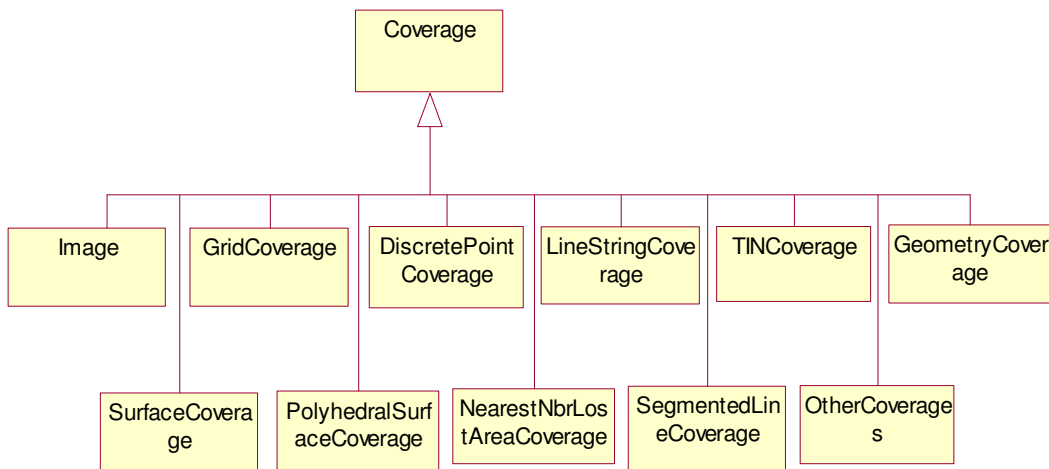 Coverage
Image
GridCoverage
DiscretePoint
Coverage
LineStringCove
rage
TINCoverage
GeometryCover
age
SurfaceCovera
ge
PolyhedralSurf
aceCoverage
NearestNbrLos
tAreaCoverage
SegmentedLin
eCoverage
OtherCoverage
s